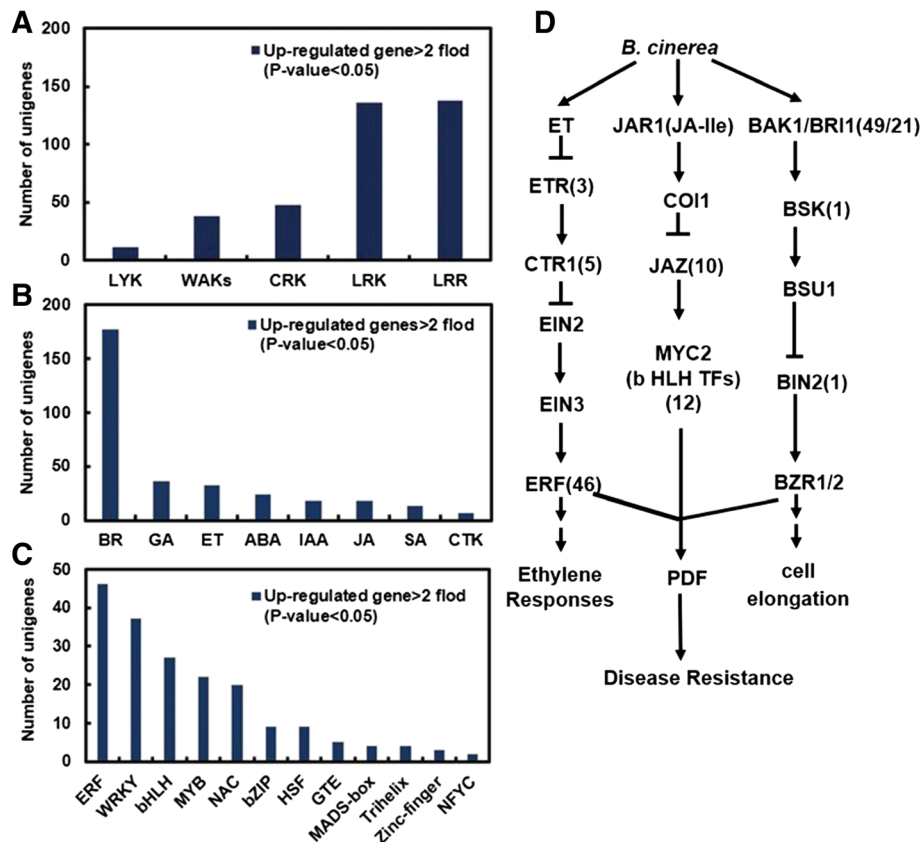 A
Number of unigenes
200
150
100
50
0
Up-regulated gene>2 flod
(P-value<0.05)
LYK WAKs CRK LRK LRR
B
Number of unigenes
200
150
100
50
0
Up-regulated genes>2 flod
(P-value<0.05)
BR GA ET ABA IAA JA SA CTK
C
Number of unigenes
50
40
30
20
10
0
Up-regulated gene>2 flod
(P-value<0.05)
ERF WRKY bHLH MYB NAC bZIP HSF GTE MADS-box Trihelix Zinc-finger NFYC
D
B. cinerea
ET JAR1(JA-Ile) BAK1/BRI1(49/21)
ETR(3)
CTR1(5)
EIN2
EIN3
ERF(46)
Ethylene
Responses
COI1
JAZ(10)
MYC2
(b HLH TFs)
(12)
PDF
Disease Resistance
BSK(1)
BSU1
BIN2(1)
BZR1/2
cell
elongation